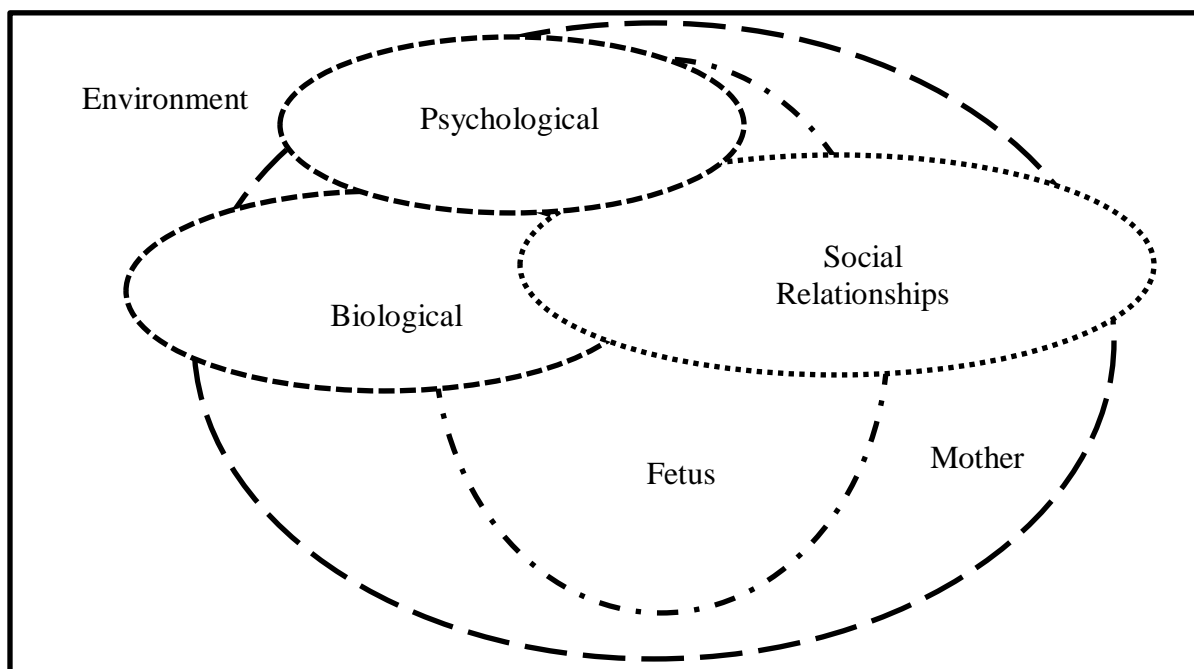 Environment
Psychological
Social
Relationships
Biological
Mother
Fetus